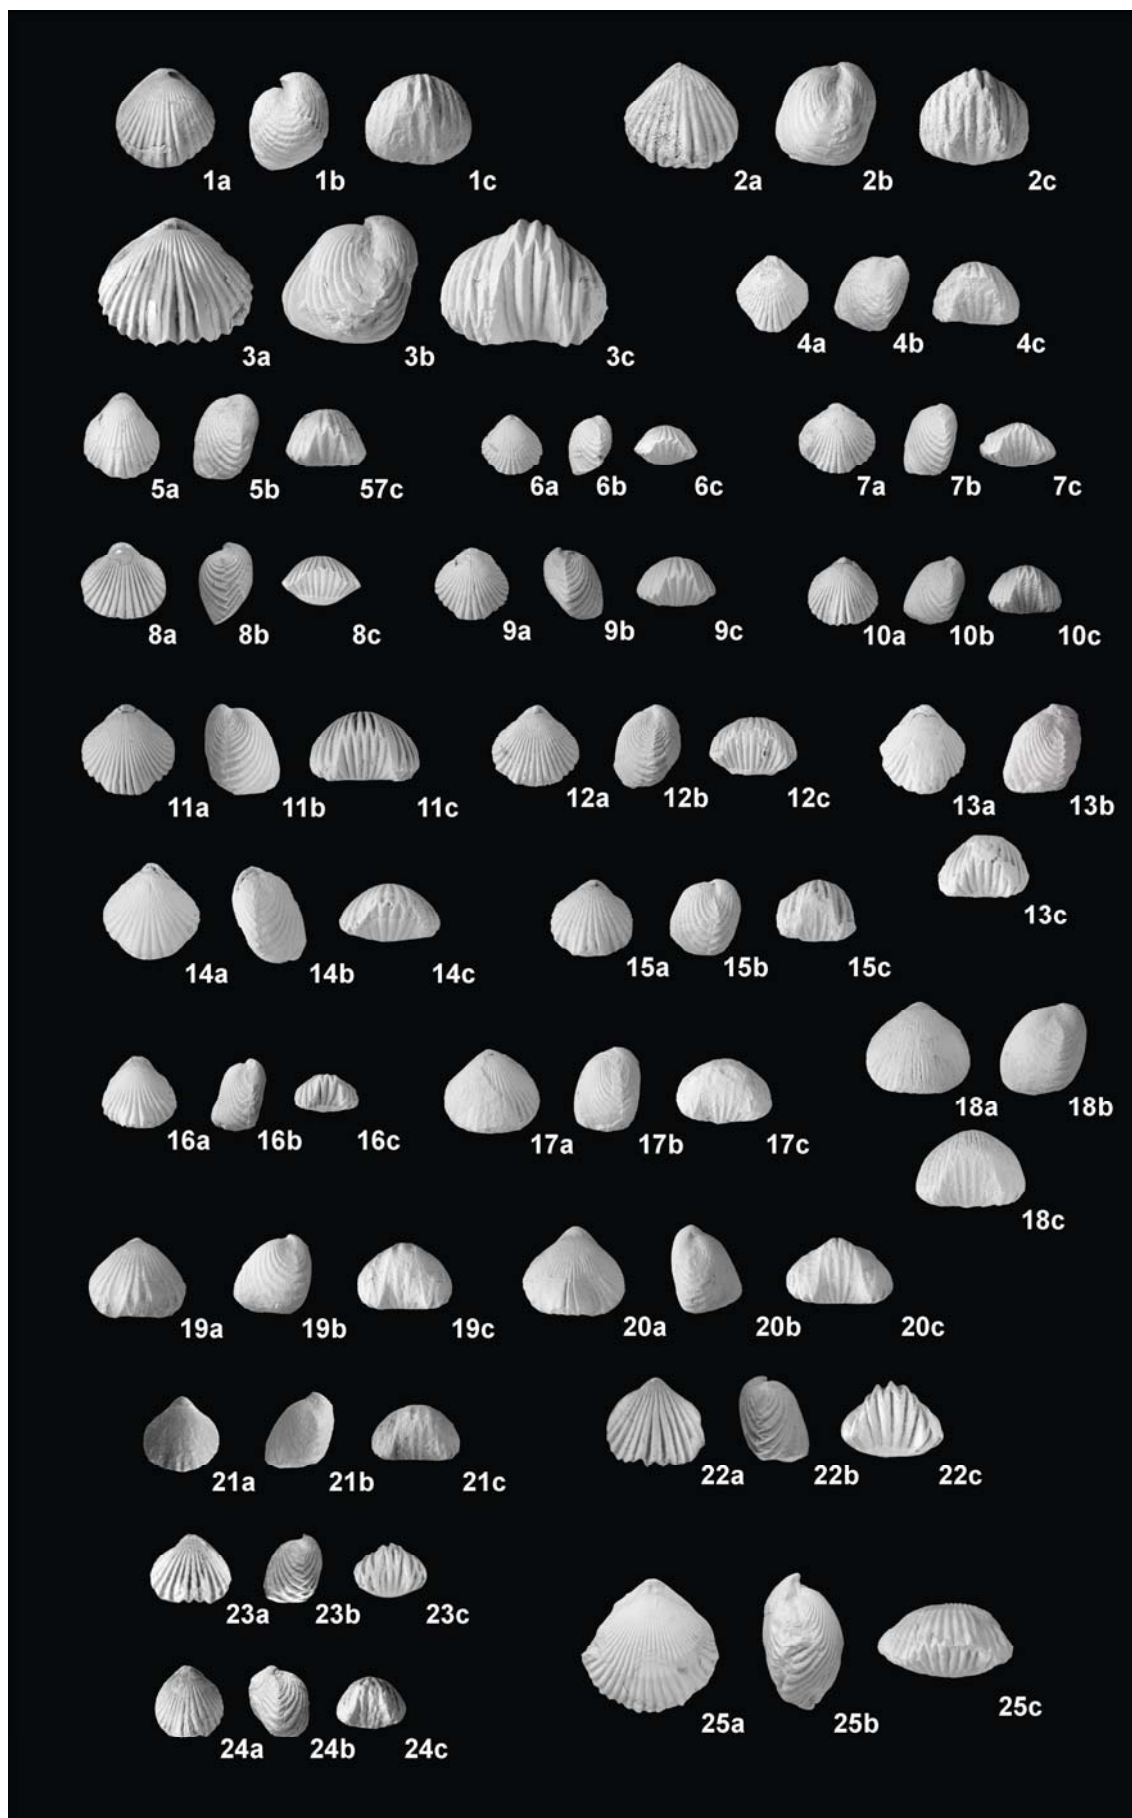 1a 1b 1c 2a 2b 2c
3a 3b 3c 4a 4b 4c
5a 5b 57c 6a 6b 6c 7a 7b 7c
8a 8b 8c 9a 9b 9c 10a 10b 10c
11a 11b 11c 12a 12b 12c 13a 13b
13c
14a 14b 14c 15a 15b 15c
18a 18b
16a 16b 16c 17a 17b 17c
18c
19a 19b 19c 20a 20b 20c
21a 21b 21c 22a 22b 22c
23a 23b 23c
25a 25b 25c
24a 24b 24c